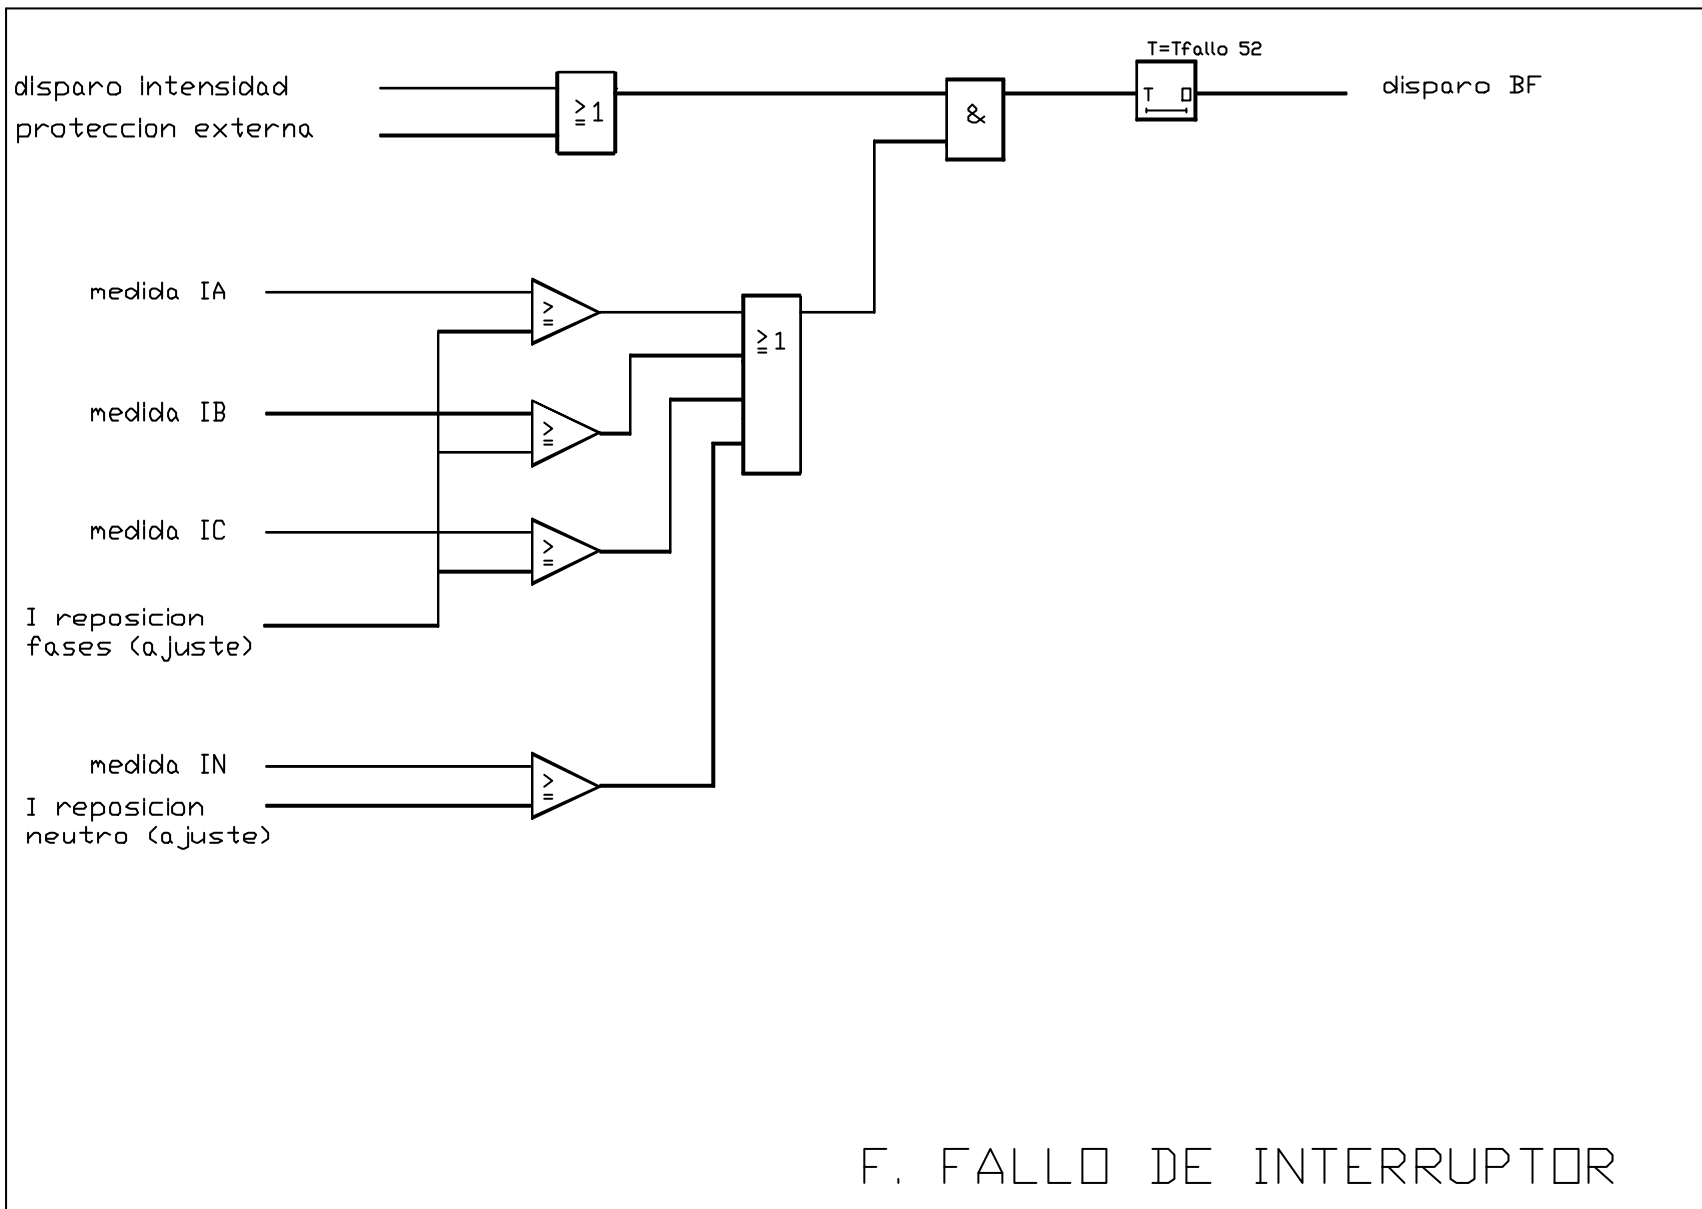 T=Tfallo 52
disparo intensidad
disparo BF
proteccion externa
≥1
&
T 0
medida IA
≥
≥1
medida IB
≥
medida IC
≥
I reposicion
fases (ajuste)
medida IN
≥
I reposicion
neutro (ajuste)
F. FALLO DE INTERRUPTOR